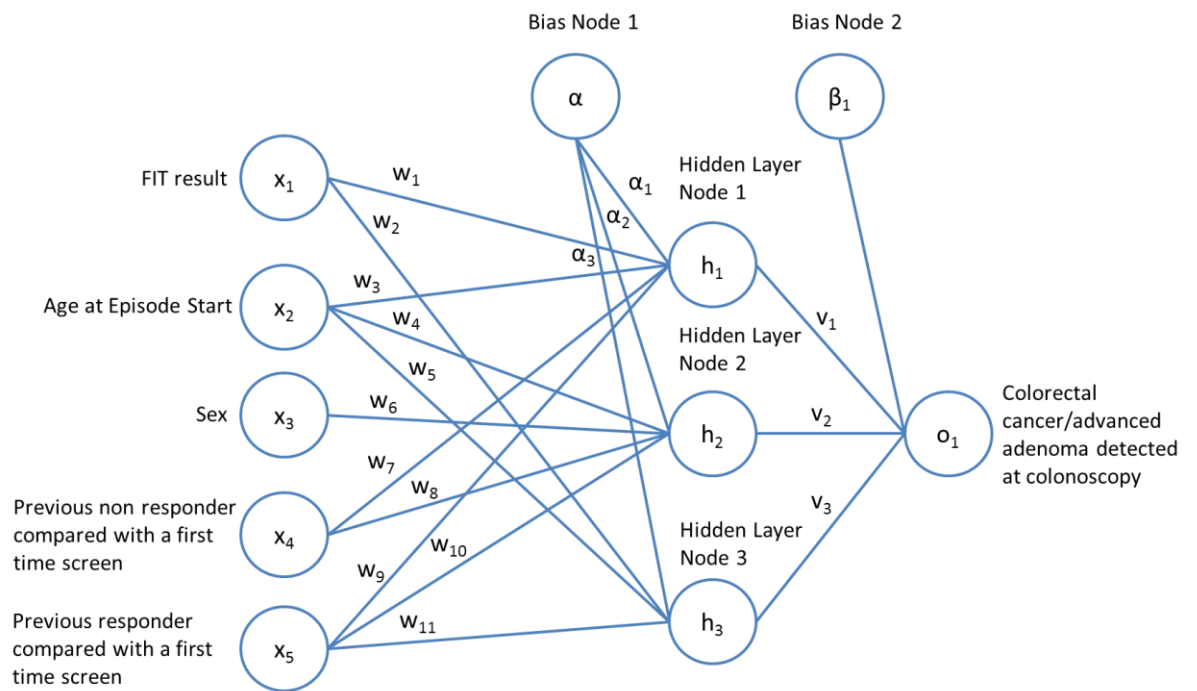 Bias Node 1
Bias Node 2
α
β₁
FIT result
x₁
w₁
w₂
α₁
α₂
α₃
Hidden Layer
Node 1
h₁
Age at Episode Start
x₂
w₃
w₄
w₅
v₁
Hidden Layer
Node 2
h₂
v₂
Sex
x₃
w₆
o₁
Colorectal
cancer/advanced
adenoma detected
at colonoscopy
w₇
w₈
v₃
Previous non responder
compared with a first
time screen
x₄
w₉
w₁₀
Hidden Layer
Node 3
h₃
Previous responder
compared with a first
time screen
x₅
w₁₁